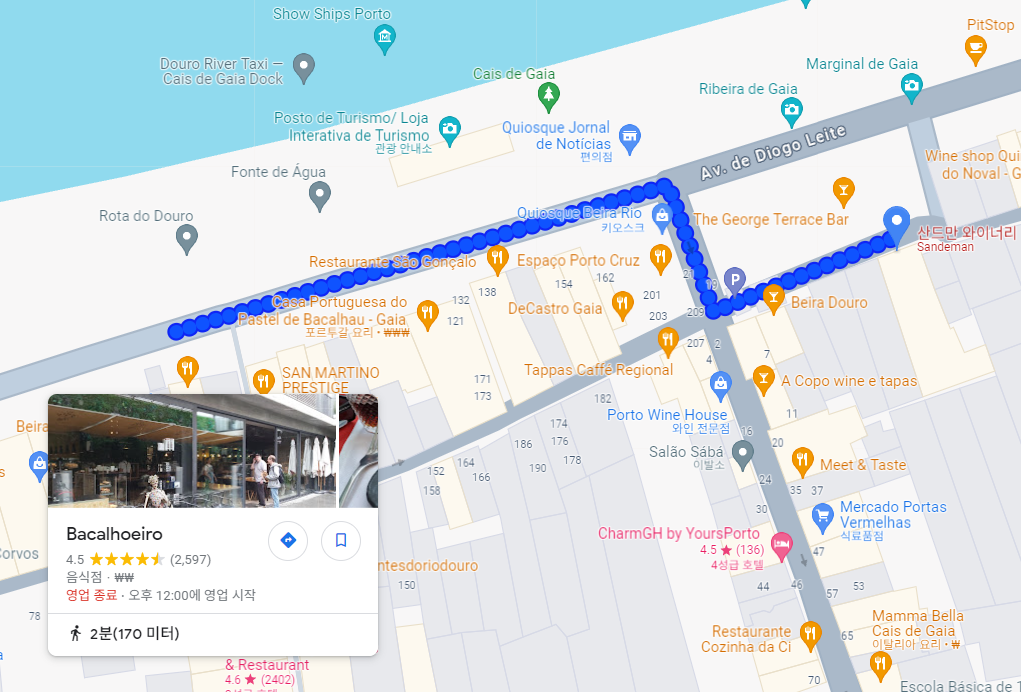 Show Ships Porto
PitStop
Douro River Taxi —
Cais de Gaia Dock
Cais de Gaia
Marginal de Gaia
Ribeira de Gaia
Posto de Turismo/ Loja
Interativa de Turismo
관광 안내소
Quiosque Jornal
de Notícias
편의점
Av. de Diogo Leite
Wine shop Qui
do Noval - G
Fonte de Água
Rota do Douro
Quiosque Beira Rio
키오스크
The George Terrace Bar
산드만 와이너리
Sandeman
Restaurante São Gonçalo
Espaço Porto Cruz
162
154
138
132
121
201
203
21
19
209
207
P
Casa Portuguesa do
Pastel de Bacalhau - Gaia
포르투갈 요리 · ₩₩₩
DeCastro Gaia
Beira Douro
Tappas Caffé Regional
2
4
7
SAN MARTINO
PRESTIGE
171
173
182
A Copo wine e tapas
Porto Wine House
와인 전문점
11
16
20
174
176
178
186
190
Beira
Salão Sábá
이발소
24
30
35
37
Meet & Taste
152
164
166
158
Mercado Portas
Vermelhas
식료품점
CharmGH by YoursPorto
4.5 ★ (136)
4성급 호텔
47
44
46
57
53
s
Corvos
78
Bacalhoeiro
4.5
(2,597)
음식점 · ₩₩
영업 종료 · 오후 12:00에 영업 시작
2분(170 미터)
ntesdoriodouro
150
Restaurante
Cozinha da Ci
65
70
Mamma Bella
Cais de Gaia
이탈리아 요리 · ₩
Escola Básica de 1
& Restaurant
4.6 ★ (2402)